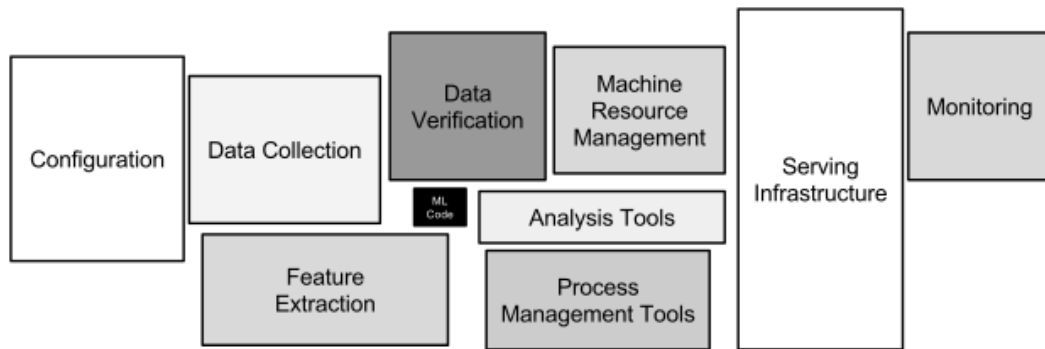 Configuration
Data Collection
Feature
Extraction
Data
Verification
ML
Code
Machine
Resource
Management
Analysis Tools
Process
Management Tools
Serving
Infrastructure
Monitoring